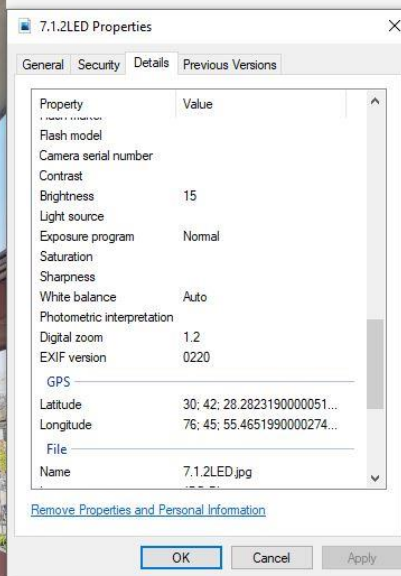 7.1.2LED Properties
General Security Details Previous Versions
Property Value
Flash model
Camera serial number
Contrast
Brightness 15
Light source
Exposure program Normal
Saturation
Sharpness
White balance Auto
Photometric interpretation
Digital zoom 1.2
EXIF version 0220
GPS
Latitude 30; 42; 28.2823190000051...
Longitude 76; 45; 55.4651990000274...
File
Name 7.1.2LED.jpg
Remove Properties and Personal Information
OK Cancel Apply